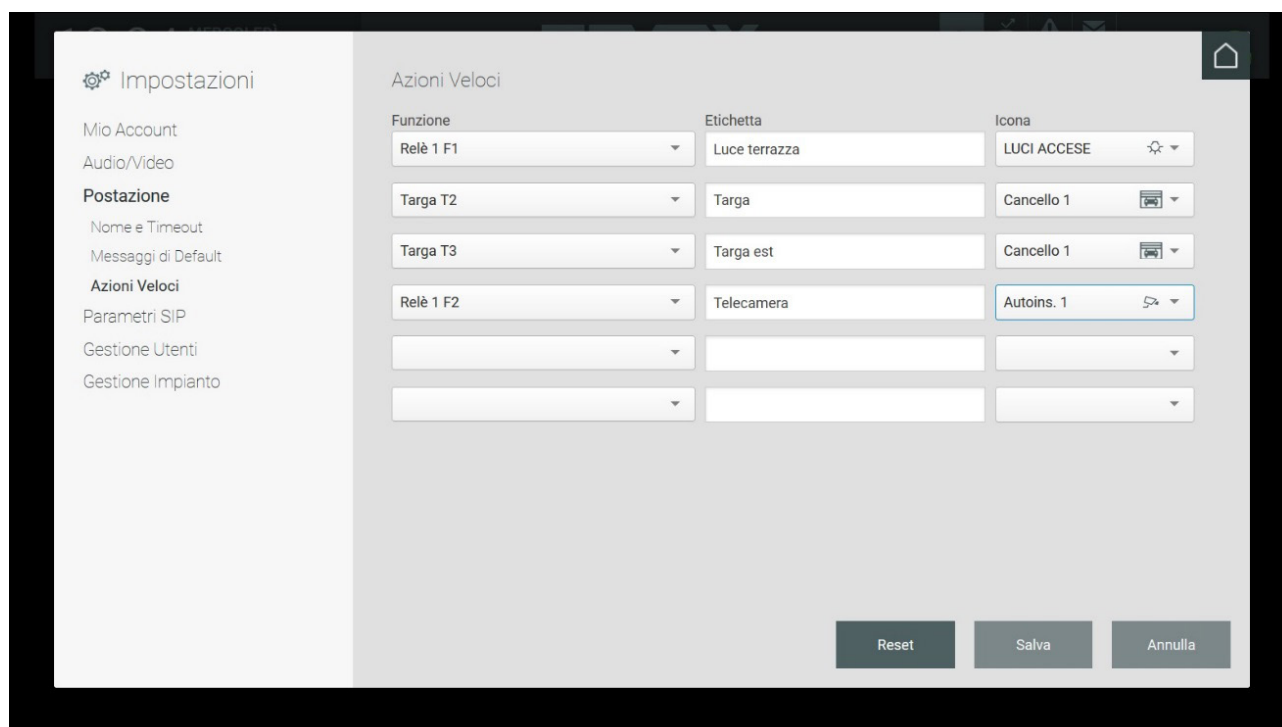 Impostazioni
Mio Account
Audio/Video
Postazione
Nome e Timeout
Messaggi di Default
Azioni Veloci
Parametri SIP
Gestione Utenti
Gestione Impianto
Azioni Veloci
Funzione Etichetta Icona
Relè 1 F1 Luce terrazza LUCI ACCESE
Targa T2 Targa Cancello 1
Targa T3 Targa est Cancello 1
Relè 1 F2 Telecamera Autoins. 1
Reset Salva Annulla